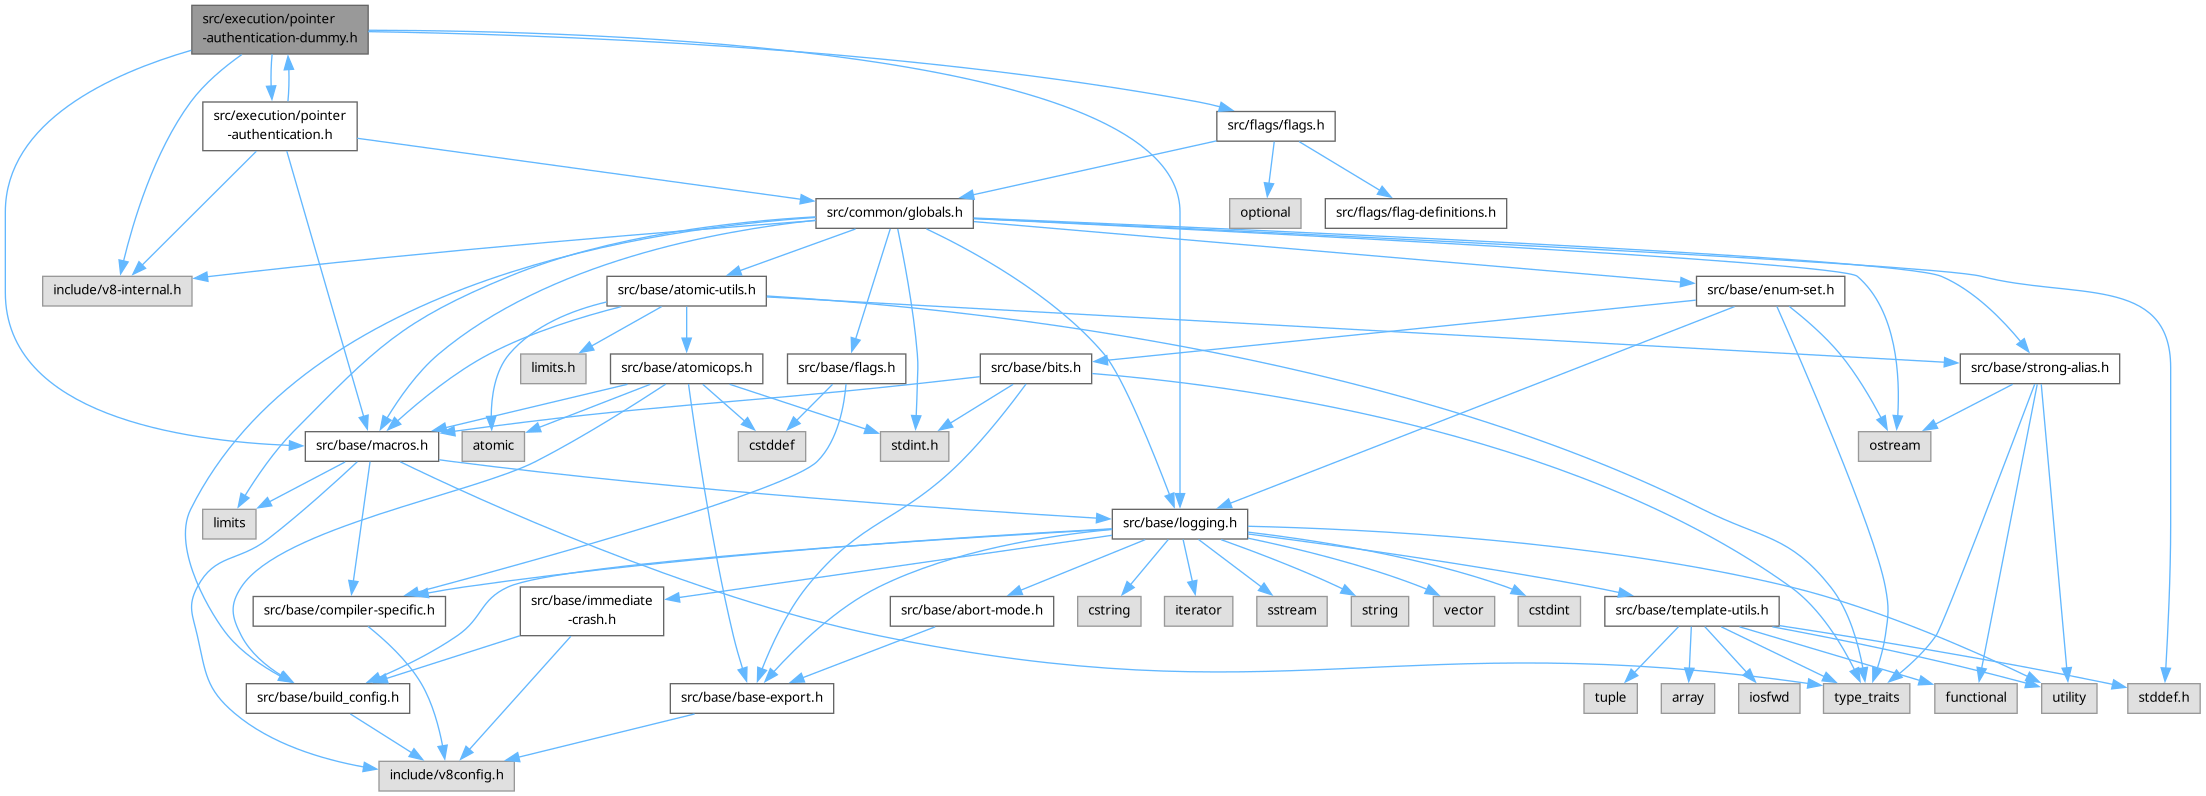 src/execution/pointer
-authentication-dummy.h
src/execution/pointer
-authentication.h
src/flags/flags.h
src/common/globals.h
optional
src/flags/flag-definitions.h
include/v8-internal.h
src/base/atomic-utils.h
src/base/enum-set.h
limits.h
src/base/atomicops.h
src/base/flags.h
src/base/bits.h
src/base/strong-alias.h
src/base/macros.h
atomic
cstddef
stdint.h
ostream
limits
src/base/logging.h
src/base/compiler-specific.h
src/base/immediate
-crash.h
src/base/abort-mode.h
cstring
iterator
sstream
string
vector
cstdint
src/base/template-utils.h
src/base/build_config.h
src/base/base-export.h
tuple
array
iosfwd
type_traits
functional
utility
stddef.h
include/v8config.h